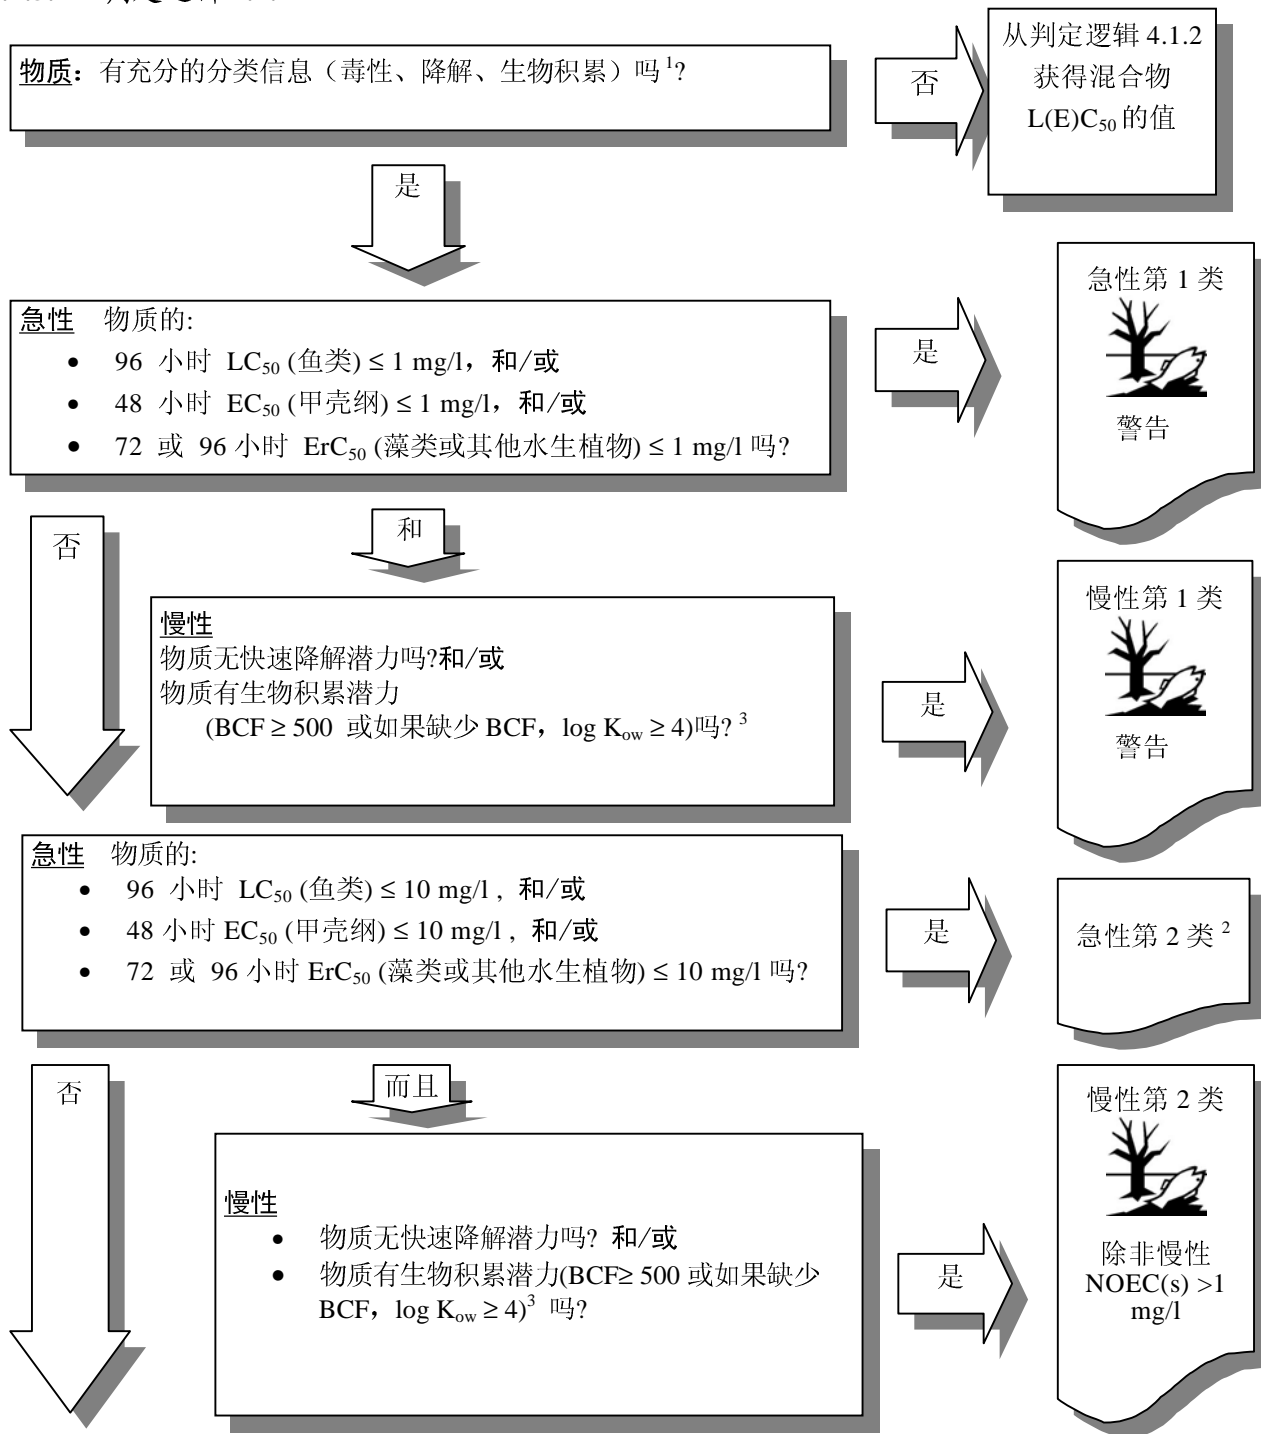 物质：有充分的分类信息（毒性、降解、生物积累）吗 1?
否
从判定逻辑 4.1.2
获得混合物
L(E)C50 的值
是
急性 物质的:
• 96 小时 LC50 (鱼类) ≤ 1 mg/l，和/或
• 48 小时 EC50 (甲壳纲) ≤ 1 mg/l，和/或
• 72 或 96 小时 ErC50 (藻类或其他水生植物) ≤ 1 mg/l 吗?
是
急性第 1 类
警告
否
和
慢性
物质无快速降解潜力吗?和/或
物质有生物积累潜力
(BCF ≥ 500 或如果缺少 BCF，log Kow ≥ 4)吗? 3
是
慢性第 1 类
警告
急性 物质的:
• 96 小时 LC50 (鱼类) ≤ 10 mg/l , 和/或
• 48 小时 EC50 (甲壳纲) ≤ 10 mg/l , 和/或
• 72 或 96 小时 ErC50 (藻类或其他水生植物) ≤ 10 mg/l 吗?
是
急性第 2 类 2
否
而且
慢性
• 物质无快速降解潜力吗? 和/或
• 物质有生物积累潜力(BCF≥ 500 或如果缺少
BCF，log Kow ≥ 4)3 吗?
是
慢性第 2 类
除非慢性
NOEC(s) >1
mg/l